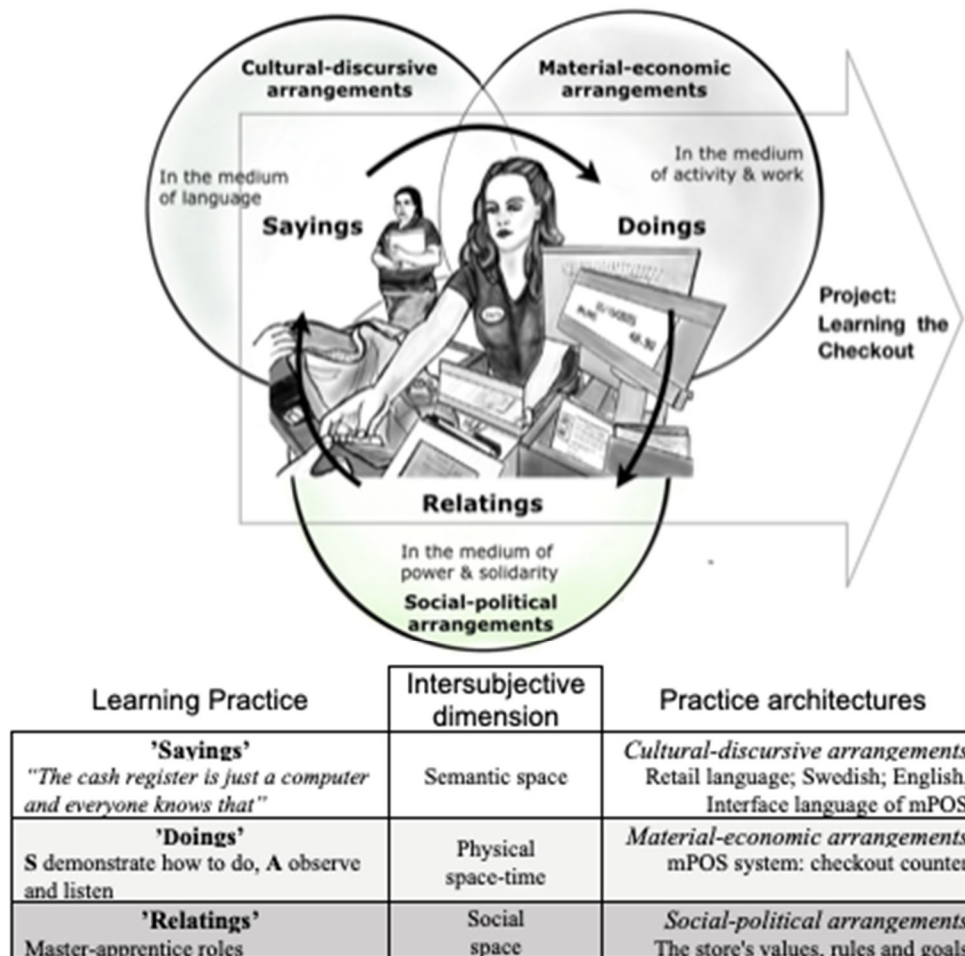 Cultural-discursive
arrangements
Material-economic
arrangements
In the medium
of language
In the medium
of activity & work
Sayings
Doings
Project:
Learning the
Checkout
Relatings
In the medium of
power & solidarity
Social-political
arrangements
Learning Practice
Intersubjective
dimension
Practice architectures
’Sayings’
“The cash register is just a computer
and everyone knows that”
Semantic space
Cultural-discursive arrangements
Retail language; Swedish; English,
Interface language of mPOS
’Doings’
S demonstrate how to do, A observe
and listen
Physical
space-time
Material-economic arrangements
mPOS system: checkout counter
’Relatings’
Master-apprentice roles
Social
space
Social-political arrangements
The store's values, rules and goals